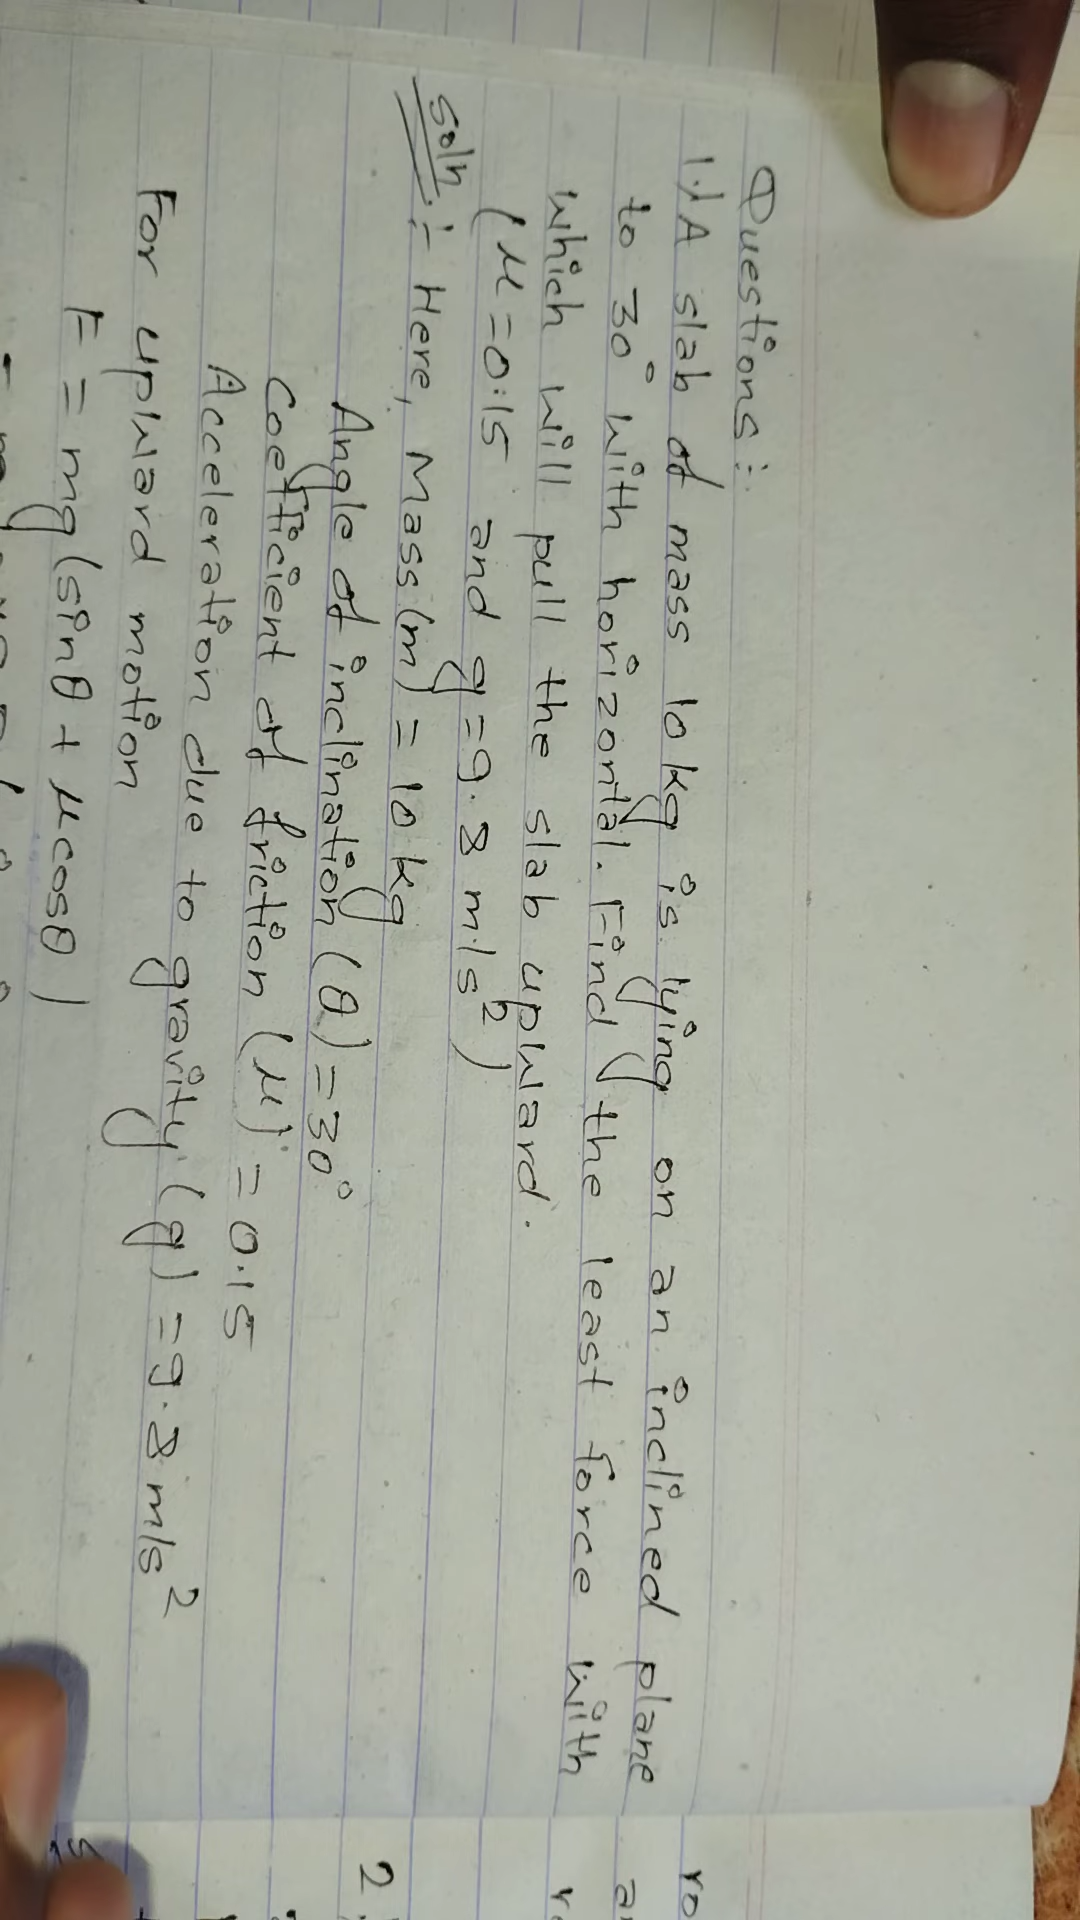 Questions:
1.) A slab of mass 10 kg is lying on an inclined plane
to 30° with horizontal. Find the least force with
which will pull the slab upward.
(μ = 0.15 and g = 9.8 m/s²)
Soln:- Here, Mass (m) = 10 kg
Angle of inclination (θ) = 30°
Coefficient of friction (μ) = 0.15
Acceleration due to gravity (g) = 9.8 m/s²
For upward motion
F = mg (sinθ + μcosθ)
2.